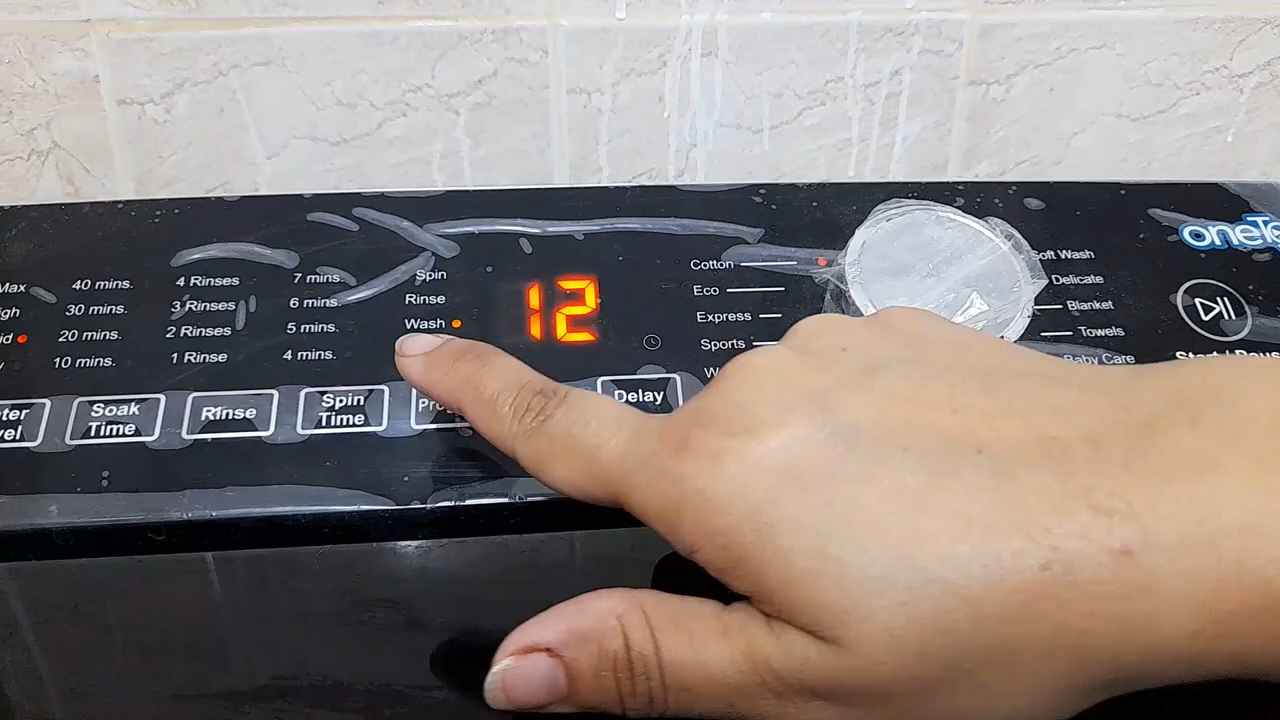 Max
40 mins.
4 Rinses
7 mins.
30 mins.
3 Rinses
6 mins.
20 mins.
2 Rinses
5 mins.
10 mins.
1 Rinse
4 mins.
Spin
Rinse
Wash
12
Cotton
Eco
Express
Sports
Soft Wash
Delicate
Blanket
Towels
Baby Care
Soak
Time
Rinse
Spin
Time
Delay